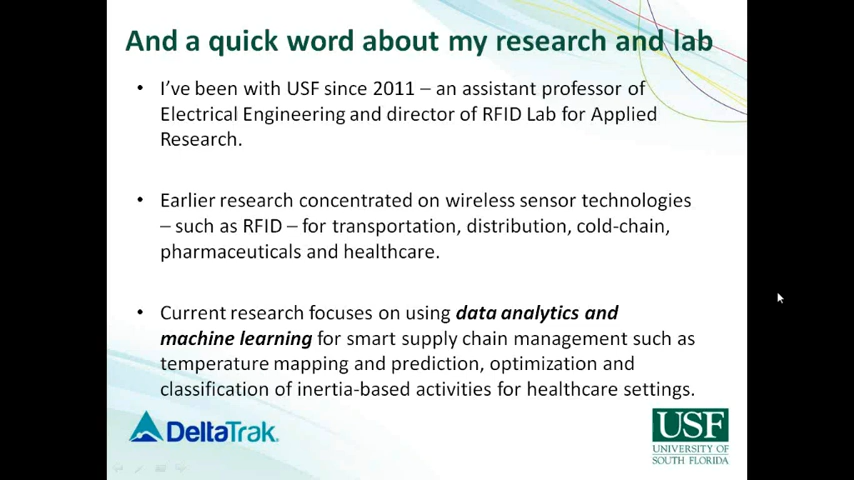 And a quick word about my research and lab
• I've been with USF since 2011 – an assistant professor of
Electrical Engineering and director of RFID Lab for Applied
Research.
• Earlier research concentrated on wireless sensor technologies
– such as RFID – for transportation, distribution, cold-chain,
pharmaceuticals and healthcare.
• Current research focuses on using data analytics and
machine learning for smart supply chain management such as
temperature mapping and prediction, optimization and
classification of inertia-based activities for healthcare settings.
DeltaTrak.
USF
UNIVERSITY OF
SOUTH FLORIDA